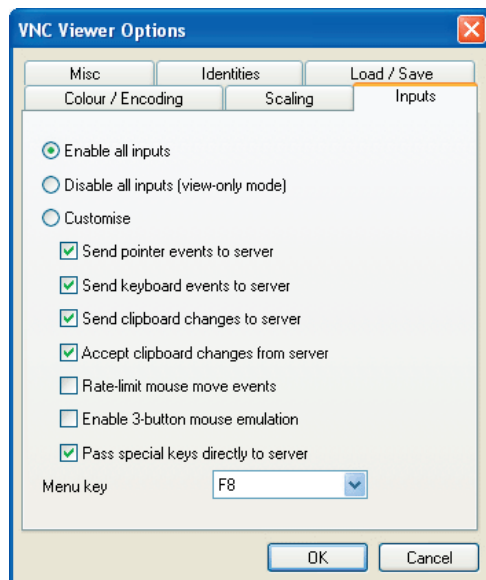 VNC Viewer Options
Misc Identities Load / Save
Colour / Encoding Scaling Inputs
Enable all inputs
Disable all inputs (view-only mode)
Customise
Send pointer events to server
Send keyboard events to server
Send clipboard changes to server
Accept clipboard changes from server
Rate-limit mouse move events
Enable 3-button mouse emulation
Pass special keys directly to server
Menu key F8
OK Cancel